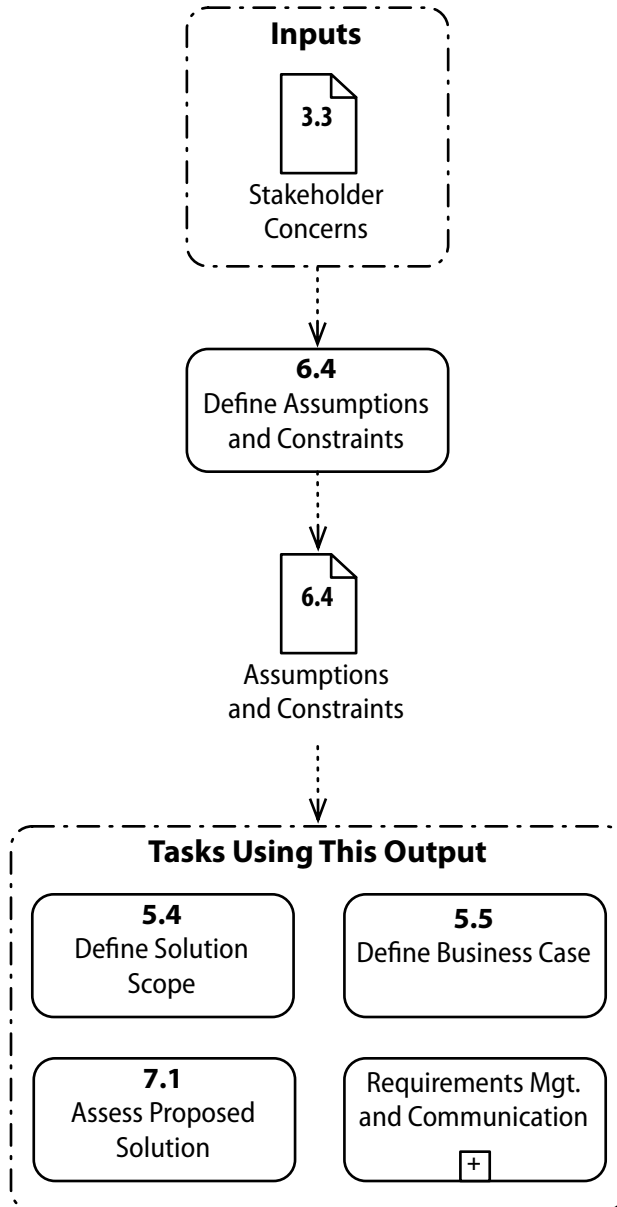 Inputs
3.3
Stakeholder
Concerns
6.4
Define Assumptions
and Constraints
6.4
Assumptions
and Constraints
Tasks Using This Output
5.4
Define Solution
Scope
5.5
Define Business Case
7.1
Assess Proposed
Solution
Requirements Mgt.
and Communication
+